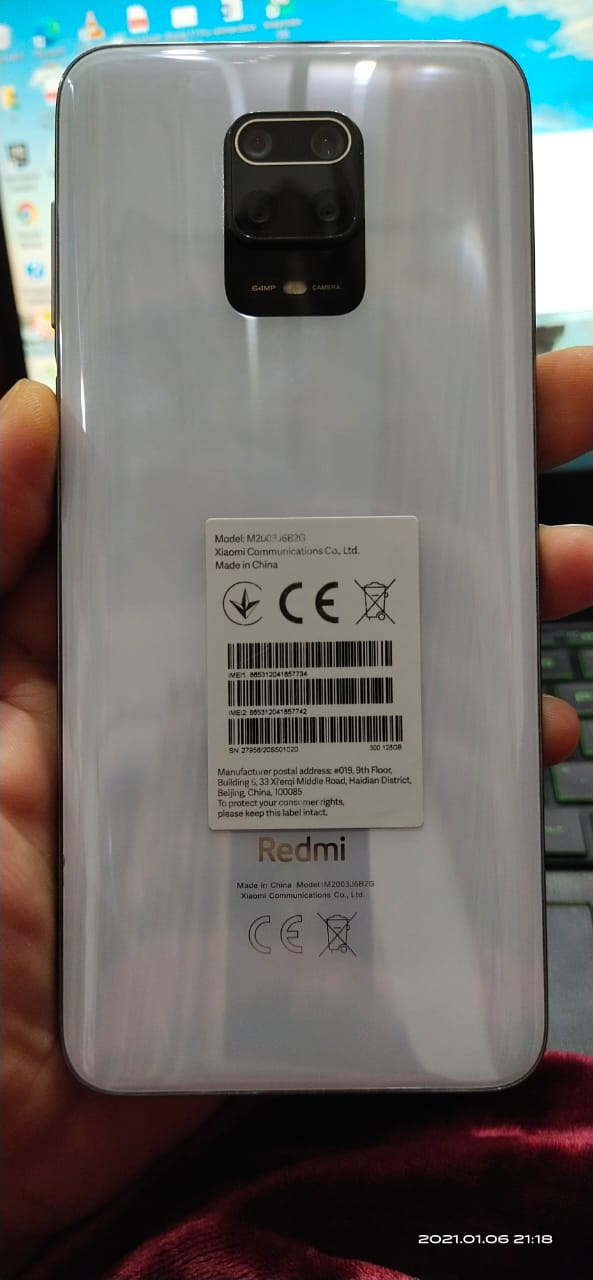 64MP CAMERA
Model: M2003J6B2G
Xiaomi Communications Co., Ltd.
Made in China
CE
IMEI1 865312041857734
IMEI2 865312041857742
SN 27956/20S501020 300 128GB
Manufacturer postal address: #019, 9th Floor,
Building 6, 33 Xi'erqi Middle Road, Haidian District,
Beijing, China, 100085
To protect your consumer rights,
please keep this label intact.
Redmi
Made in China Model:M2003J6B2G
Xiaomi Communications Co., Ltd.
CE
2021.01.06 21:18